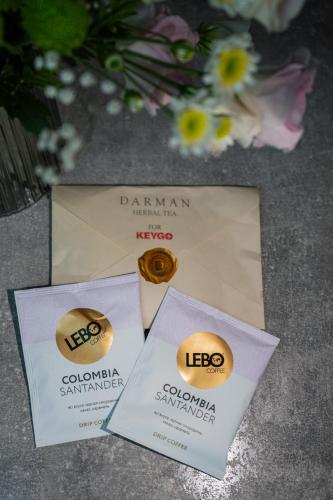 DARMAN
HERBAL TEA
FOR
KEYGO
LEBO
COFFEE
COLOMBIA
SANTANDER
DRIP COFFEE
LEBO
COFFEE
COLOMBIA
SANTANDER
DRIP COFFEE